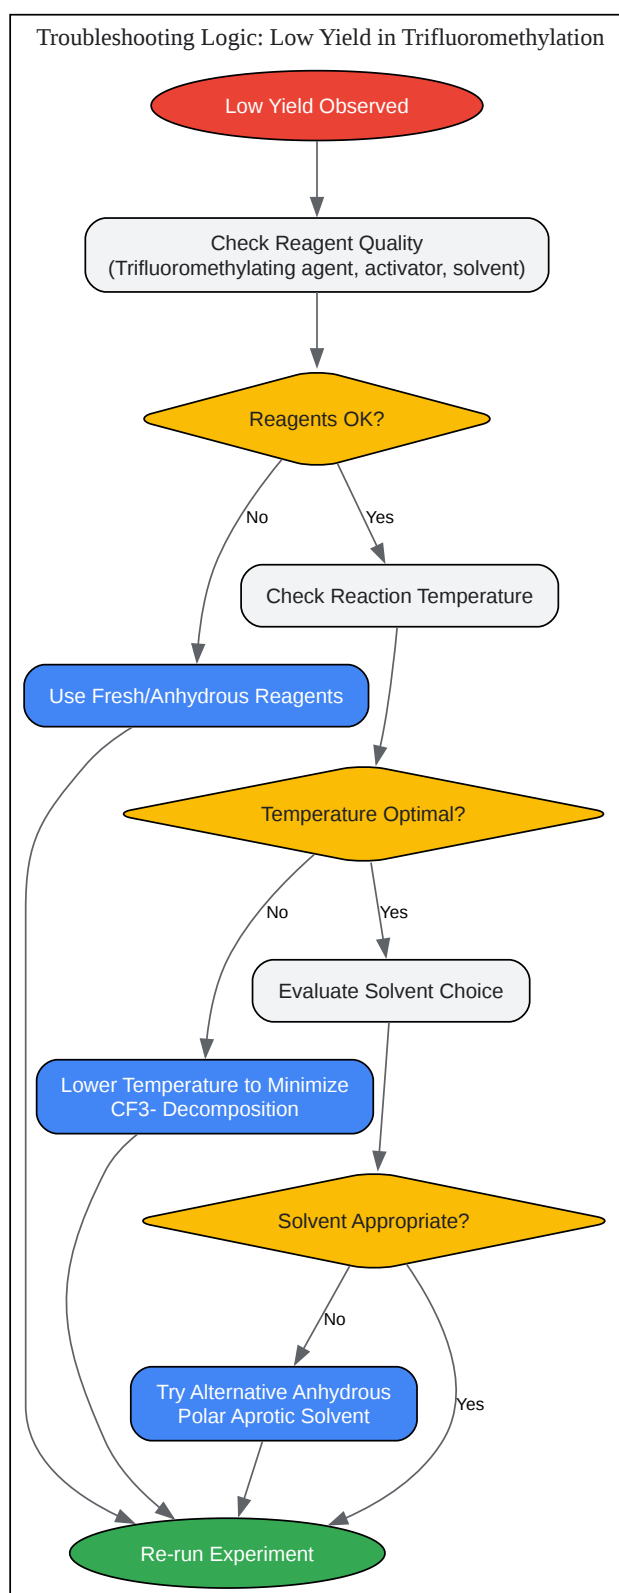 Troubleshooting Logic: Low Yield in Trifluoromethylation
Low Yield Observed
Check Reagent Quality
(Trifluoromethylating agent, activator, solvent)
Reagents OK?
No
Yes
Check Reaction Temperature
Use Fresh/Anhydrous Reagents
Temperature Optimal?
No
Yes
Evaluate Solvent Choice
Lower Temperature to Minimize
CF3- Decomposition
Solvent Appropriate?
No
Yes
Try Alternative Anhydrous
Polar Aprotic Solvent
Re-run Experiment